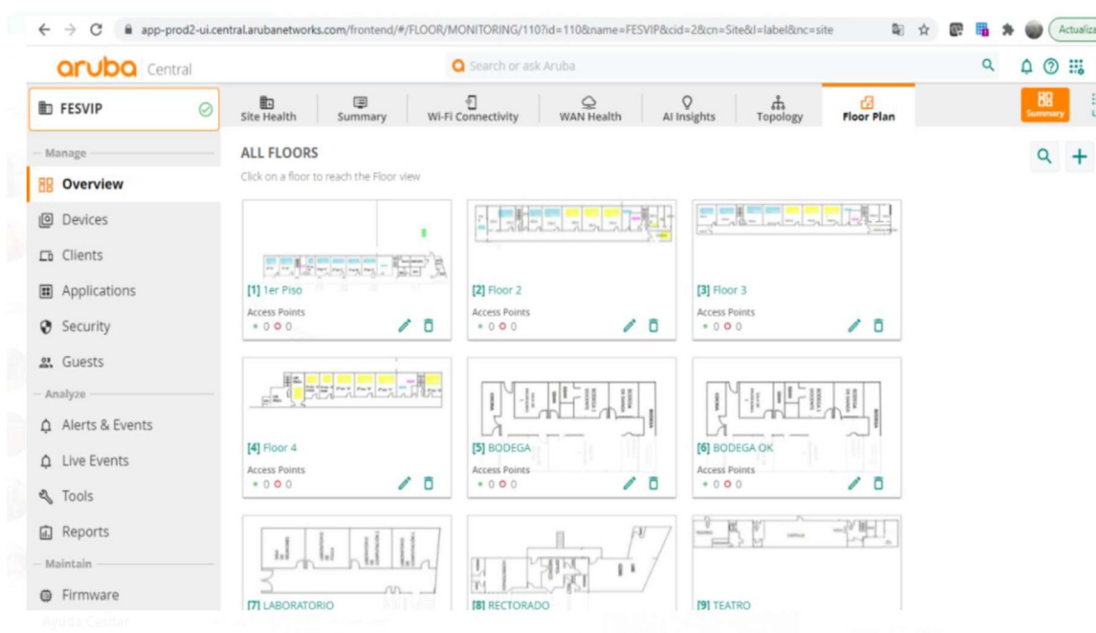 app-prod2-ui.central.arubanetworks.com/frontend/#/FLOOR/MONITORING/110?id=110&name=FESVIP&cid=2&cn=Site&l=label&nc=site
Actualiza
aruba Central
Search or ask Aruba
FESVIP
Site Health
Summary
Wi-Fi Connectivity
WAN Health
AI Insights
Topology
Floor Plan
Summary
Manage
Overview
Devices
Clients
Applications
Security
Guests
Analyze
Alerts & Events
Live Events
Tools
Reports
Maintain
Firmware
ALL FLOORS
Click on a floor to reach the Floor view
[1] 1er Piso
Access Points
0 0
[2] Floor 2
Access Points
0 0
[3] Floor 3
Access Points
0 0
[4] Floor 4
Access Points
0 0
[5] BODEGA
Access Points
0 0
[6] BODEGA OK
Access Points
0 0
[7] LABORATORIO
[8] RECTORADO
[9] TEATRO